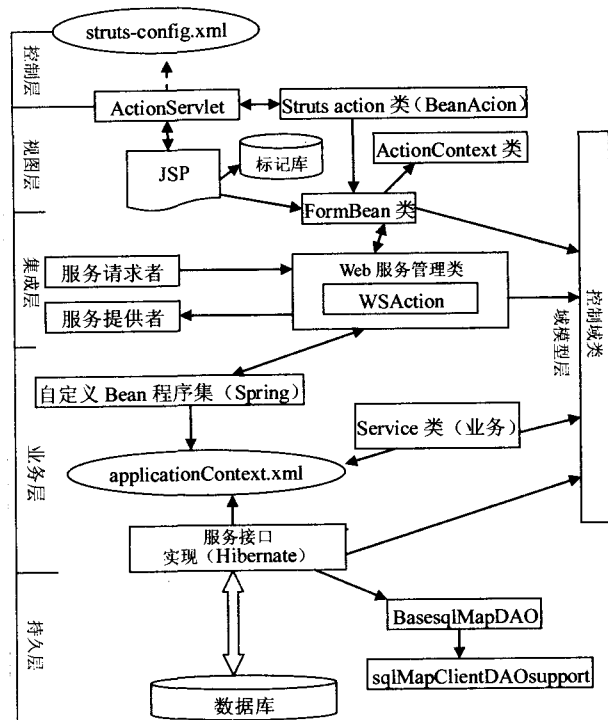 struts-config.xml
控制层
ActionServlet
Struts action 类（BeanAcion）
视图层
JSP
标记库
ActionContext 类
FormBean 类
集成层
服务请求者
服务提供者
Web 服务管理类
WSAction
域模型层
控制域类
自定义 Bean 程序集（Spring）
Service 类（业务）
业务层
applicationContext.xml
服务接口
实现（Hibernate）
持久层
BasesqlMapDAO
sqlMapClientDAOsupport
数据库